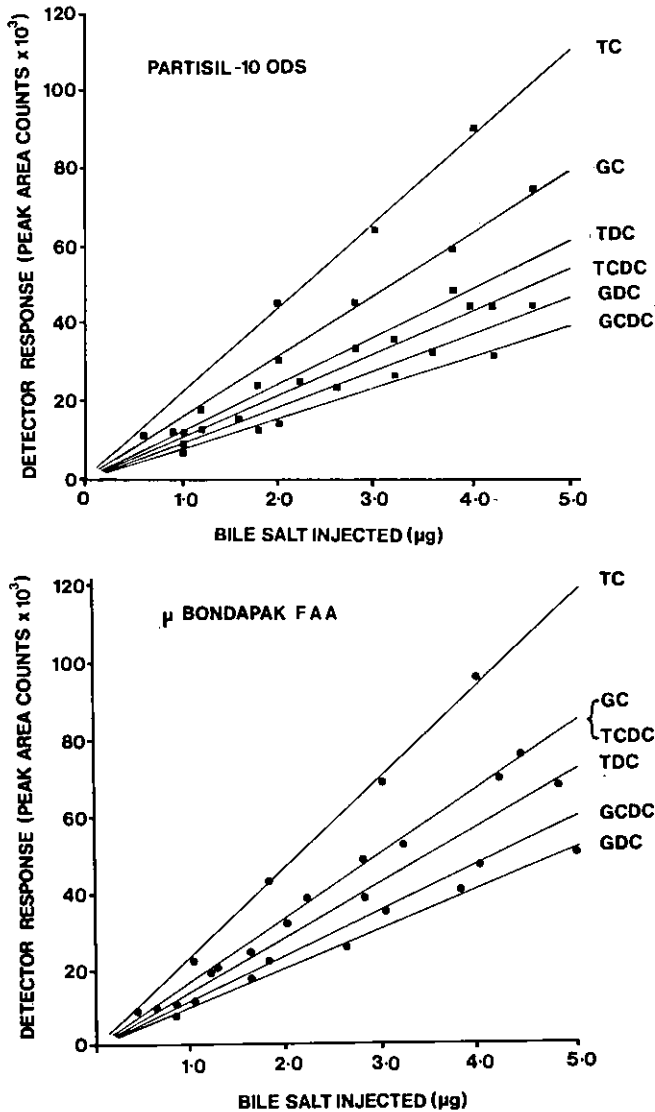 120
100
80
60
40
20
0
DETECTOR RESPONSE (PEAK AREA COUNTS x10³)
PARTISIL-10 ODS
TC
GC
TDC
TCDC
GDC
GCDC
0 1·0 2·0 3·0 4·0 5·0
BILE SALT INJECTED (µg)
120
100
80
60
40
20
0
DETECTOR RESPONSE (PEAK AREA COUNTS x10³)
µ BONDAPAK FAA
TC
GC
TCDC
TDC
GCDC
GDC
1·0 2·0 3·0 4·0 5·0
BILE SALT INJECTED (µg)